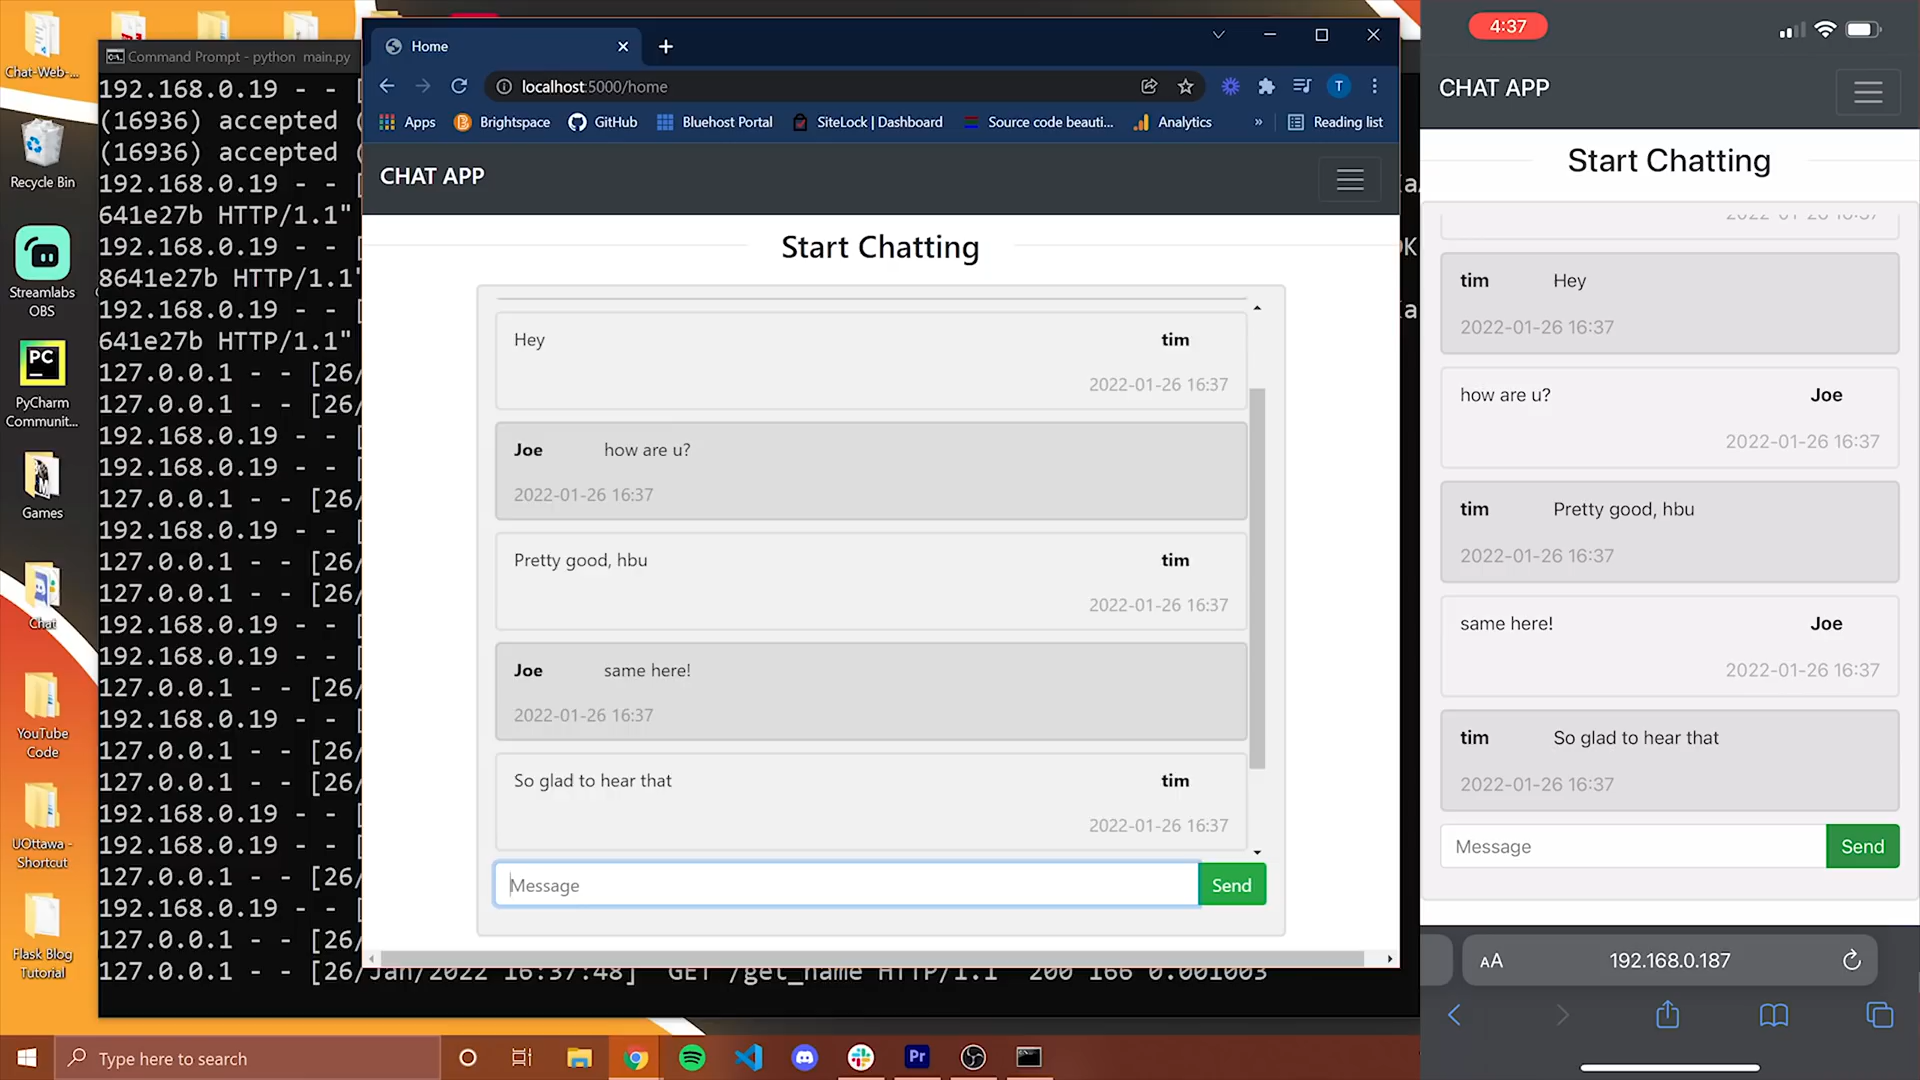 Chat-Web-...
Recycle Bin
Streamlabs
OBS
PC
PyCharm
Communit...
Games
Chat
YouTube
Code
UOttawa -
Shortcut
Flask Blog
Tutorial
Command Prompt - python main.py
192.168.0.19 - - [
(16936) accepted (
(16936) accepted (
192.168.0.19 - - [
641e27b HTTP/1.1"
192.168.0.19 - - [
8641e27b HTTP/1.1"
192.168.0.19 - - [
641e27b HTTP/1.1"
127.0.0.1 - - [26/
127.0.0.1 - - [26/
192.168.0.19 - - [
192.168.0.19 - - [
127.0.0.1 - - [26/
192.168.0.19 - - [
127.0.0.1 - - [26/
127.0.0.1 - - [26/
192.168.0.19 - - [
192.168.0.19 - - [
127.0.0.1 - - [26/
192.168.0.19 - - [
127.0.0.1 - - [26/
127.0.0.1 - - [26/
192.168.0.19 - - [
192.168.0.19 - - [
127.0.0.1 - - [26/
192.168.0.19 - - [
127.0.0.1 - - [26/
127.0.0.1 - - [26/Jan/2022 16:37:48] GET /get_name HTTP/1.1 200 166 0.001003
Home
localhost:5000/home
T
Apps
Brightspace
GitHub
Bluehost Portal
SiteLock | Dashboard
Source code beauti...
Analytics
»
Reading list
CHAT APP
Start Chatting
Hey tim
2022-01-26 16:37
Joe how are u?
2022-01-26 16:37
Pretty good, hbu tim
2022-01-26 16:37
Joe same here!
2022-01-26 16:37
So glad to hear that tim
2022-01-26 16:37
Message
Send
4:37
CHAT APP
Start Chatting
2022-01-26 16:37
tim Hey
2022-01-26 16:37
how are u? Joe
2022-01-26 16:37
tim Pretty good, hbu
2022-01-26 16:37
same here! Joe
2022-01-26 16:37
tim So glad to hear that
2022-01-26 16:37
Message
Send
AA
192.168.0.187
Type here to search
Pr